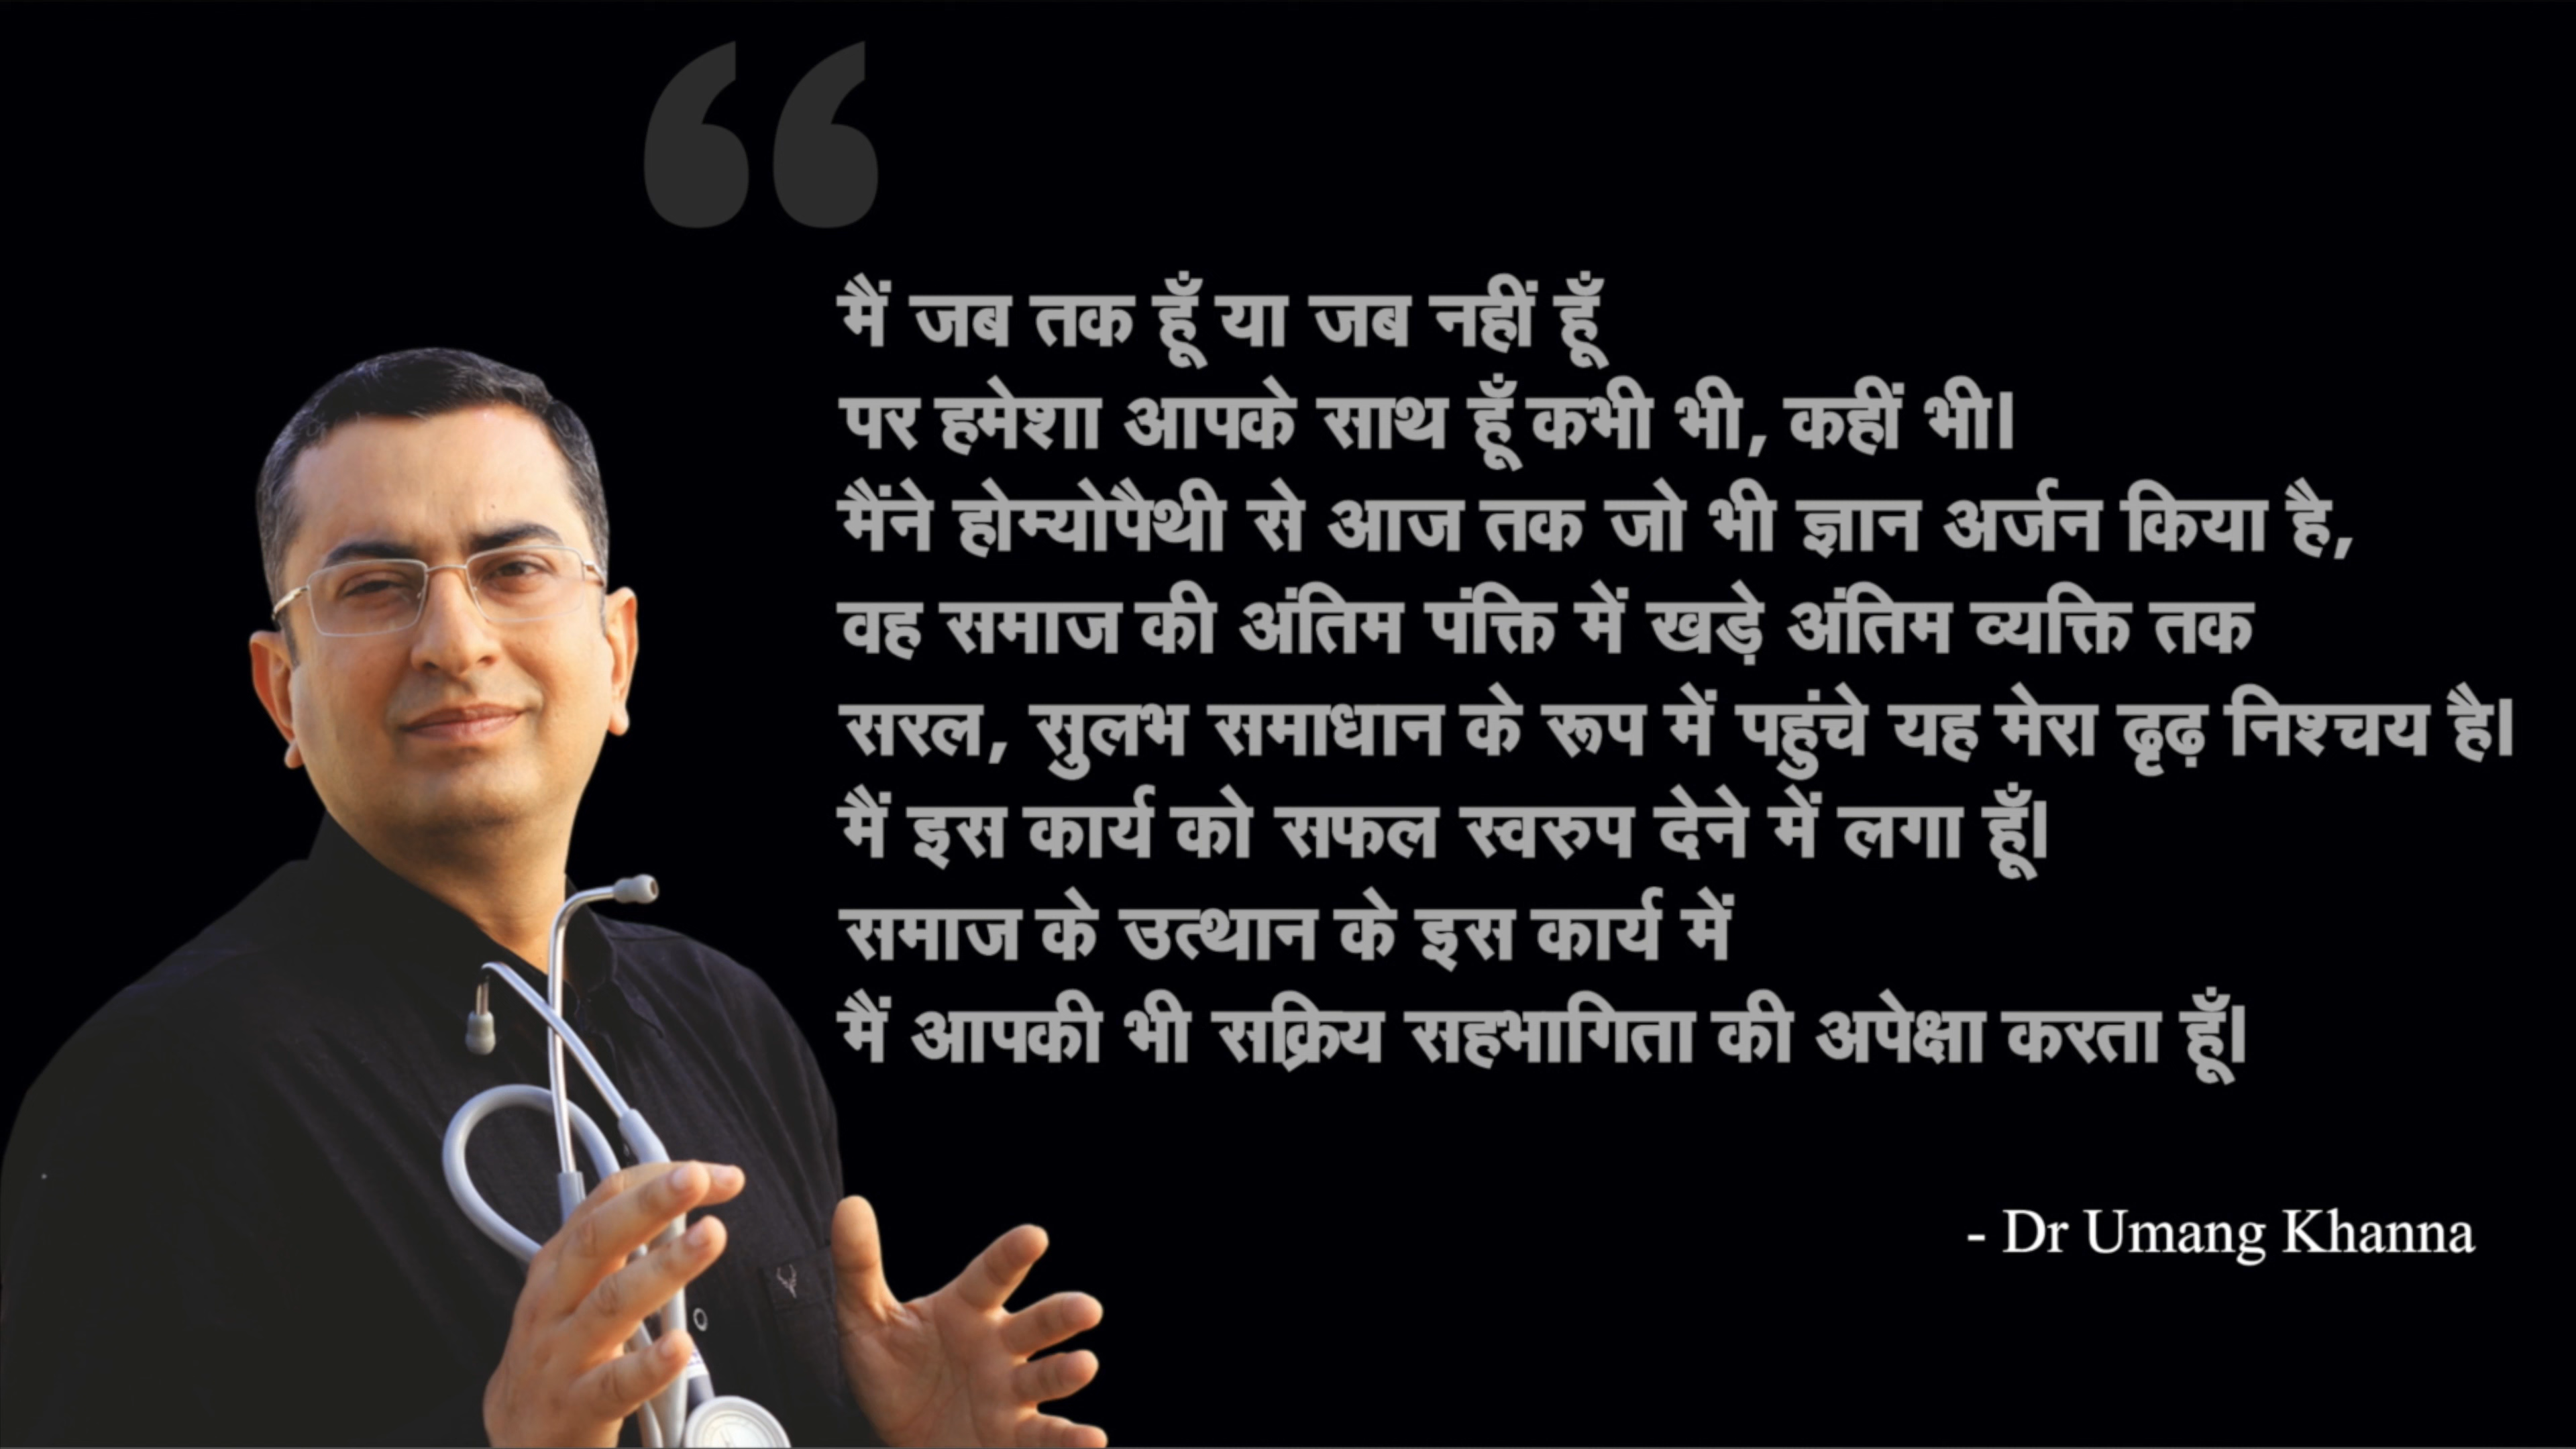 “
मैं जब तक हूँ या जब नहीं हूँ
पर हमेशा आपके साथ हूँ कभी भी, कहीं भी।
मैंने होम्योपैथी से आज तक जो भी ज्ञान अर्जन किया है,
वह समाज की अंतिम पंक्ति में खड़े अंतिम व्यक्ति तक
सरल, सुलभ समाधान के रूप में पहुंचे यह मेरा ढृढ़ निश्चय है।
मैं इस कार्य को सफल स्वरुप देने में लगा हूँ।
समाज के उत्थान के इस कार्य में
मैं आपकी भी सक्रिय सहभागिता की अपेक्षा करता हूँ।
- Dr Umang Khanna